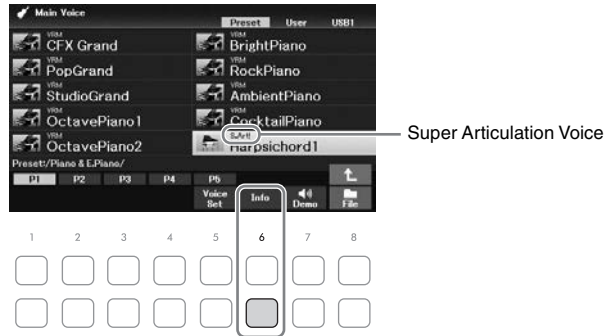 Main Voice
Preset User USB1
VRM VRM
CFX Grand BrightPiano
VRM VRM
PopGrand RockPiano
VRM VRM
StudioGrand AmbientPiano
VRM VRM
OctavePiano1 CocktailPiano
VRM S.Art!
OctavePiano2 Harpsichord1
Super Articulation Voice
Preset:/Piano & E.Piano/
P1 P2 P3 P4 P5
Voice Set Info Demo File
1 2 3 4 5 6 7 8